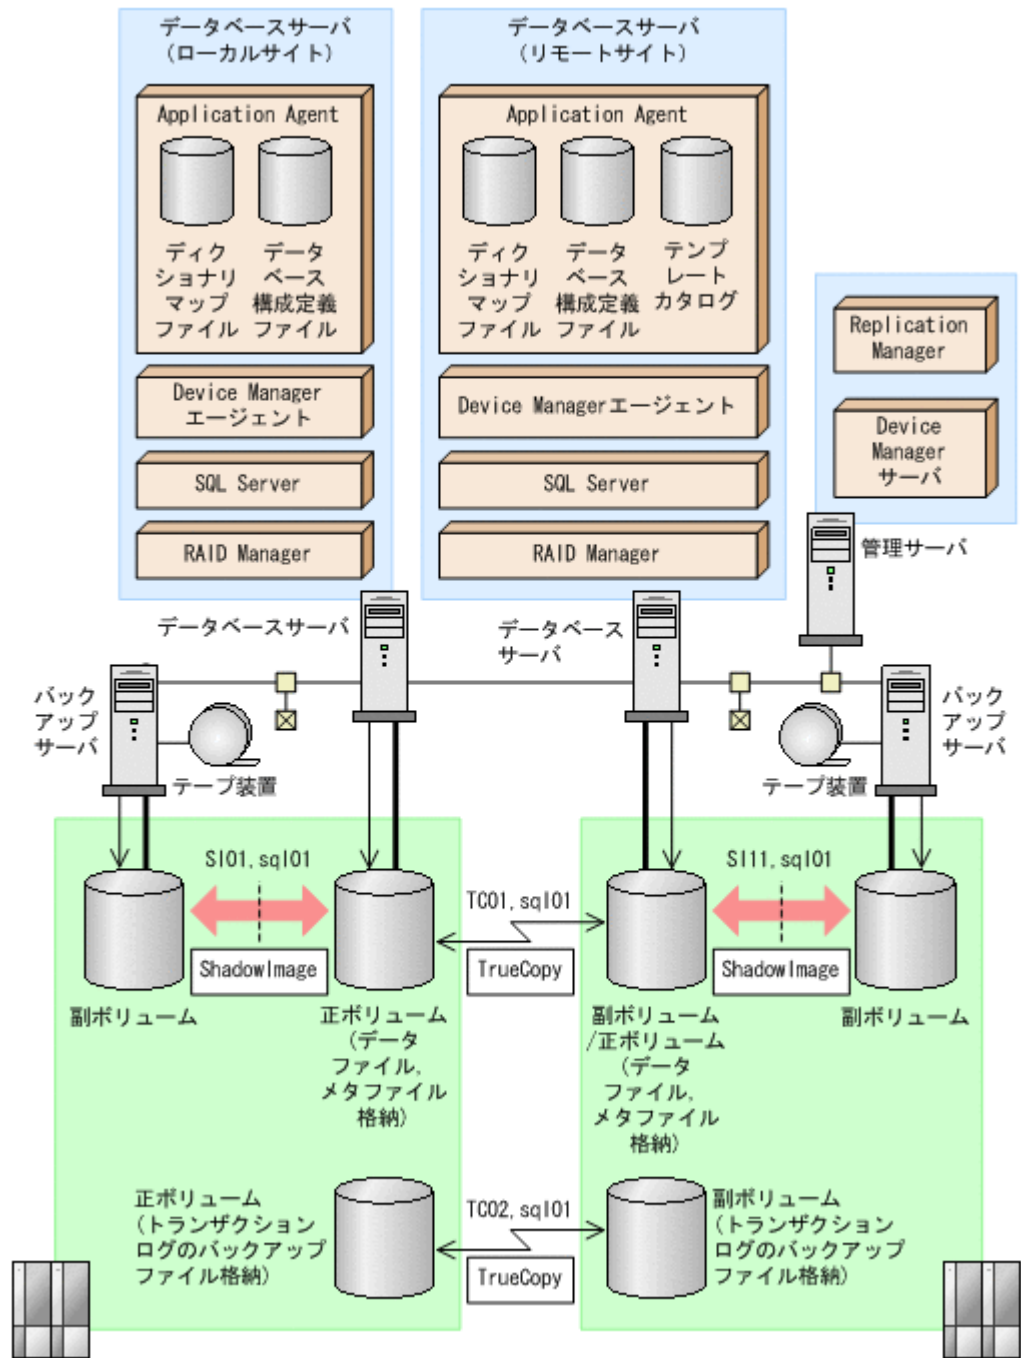 データベースサーバ
(ローカルサイト)
Application Agent
ディク
ショナリ
マップ
ファイル
データ
ベース
構成定義
ファイル
Device Manager
エージェント
SQL Server
RAID Manager
データベースサーバ
(リモートサイト)
Application Agent
ディク
ショナリ
マップ
ファイル
データ
ベース
構成定義
ファイル
テンプ
レート
カタログ
Device Managerエージェント
SQL Server
RAID Manager
Replication
Manager
Device
Manager
サーバ
管理サーバ
データベースサーバ
データベース
サーバ
バック
アップ
サーバ
テープ装置
テープ装置
バック
アップ
サーバ
SI01,sql01
ShadowImage
副ボリューム
正ボリューム
(データ
ファイル,
メタファイル
格納)
TC01,sql01
TrueCopy
SI11,sql01
ShadowImage
副ボリューム
/正ボリューム
(データ
ファイル,
メタファイル
格納)
副ボリューム
正ボリューム
(トランザクション
ログのバックアップ
ファイル格納)
TC02,sql01
TrueCopy
副ボリューム
(トランザクション
ログのバックアップ
ファイル格納)